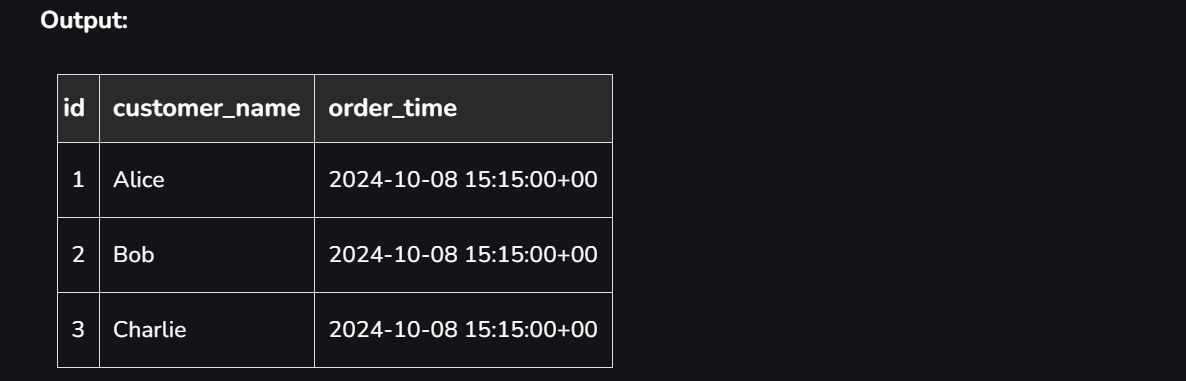 Output:
id customer_name order_time
1 Alice 2024-10-08 15:15:00+00
2 Bob 2024-10-08 15:15:00+00
3 Charlie 2024-10-08 15:15:00+00